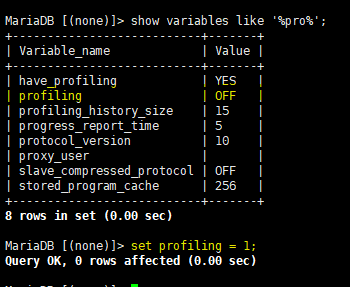 MariaDB [(none)]> show variables like '%pro%';
+---------------------------+-------+
| Variable_name | Value |
+---------------------------+-------+
| have_profiling | YES |
| profiling | OFF |
| profiling_history_size | 15 |
| progress_report_time | 5 |
| protocol_version | 10 |
| proxy_user | |
| slave_compressed_protocol | OFF |
| stored_program_cache | 256 |
+---------------------------+-------+
8 rows in set (0.00 sec)
MariaDB [(none)]> set profiling = 1;
Query OK, 0 rows affected (0.00 sec)